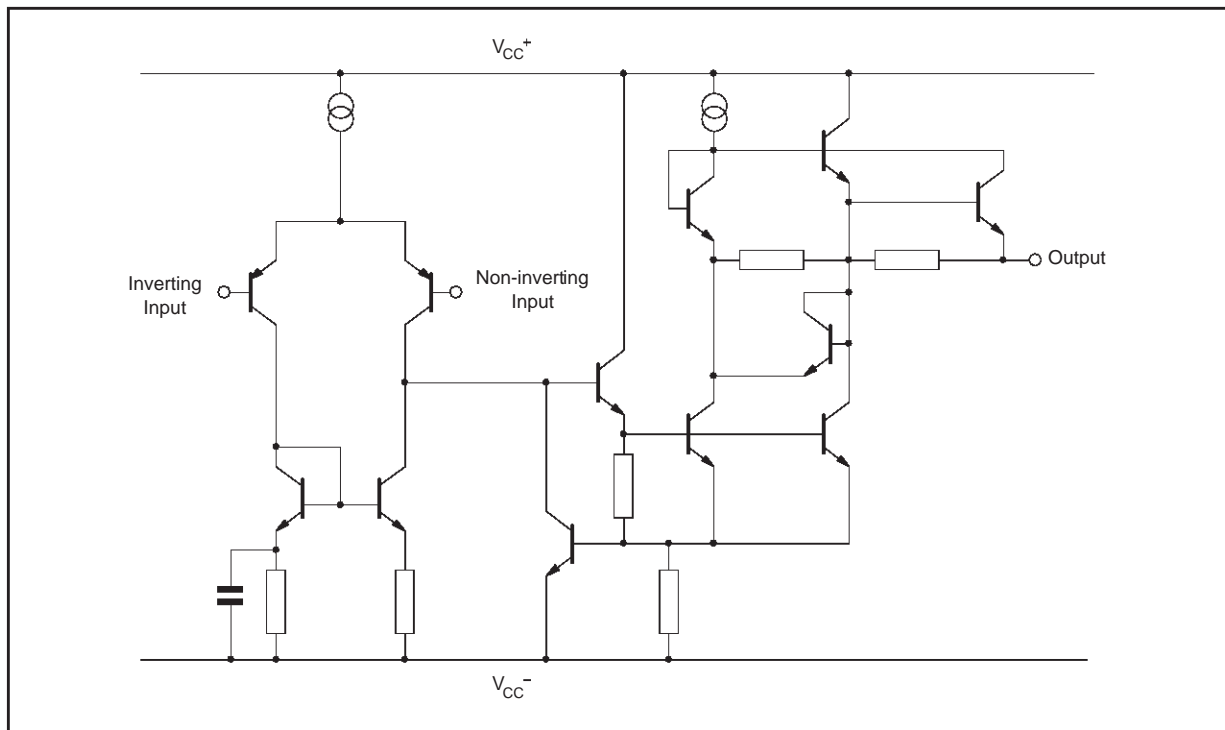 VCC+
Inverting
Input
Non-inverting
Input
Output
VCC−